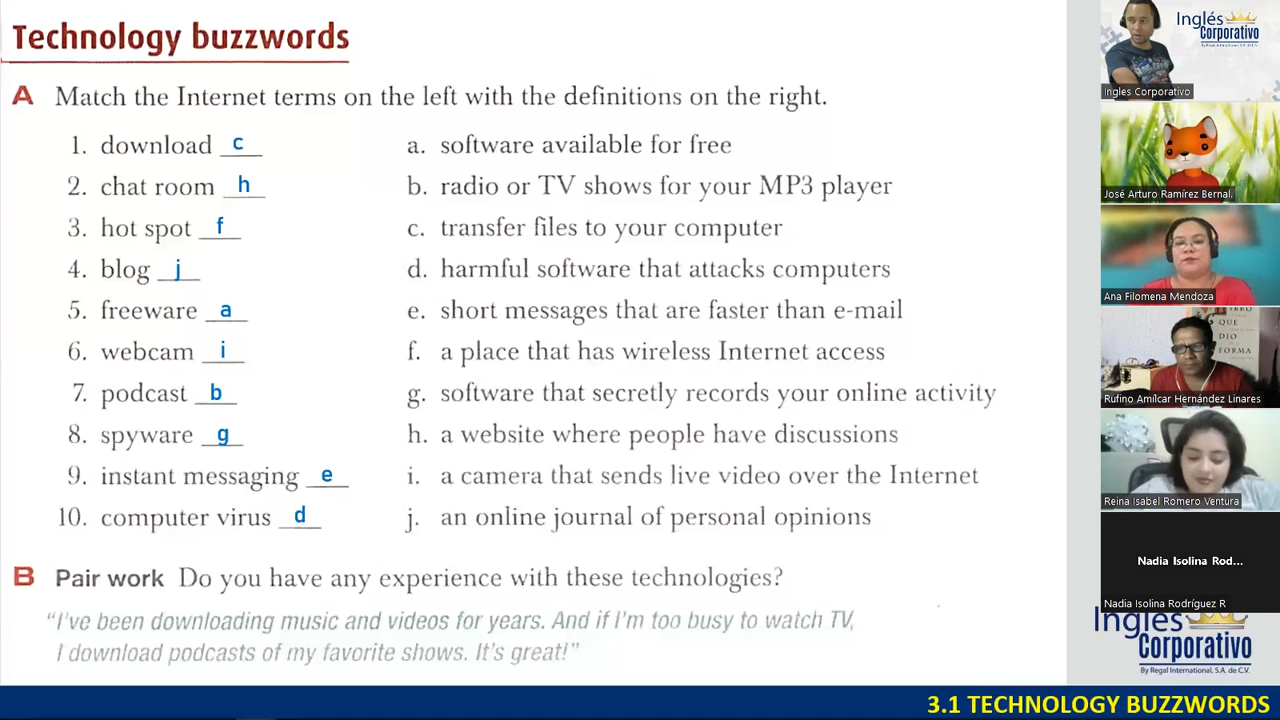 Technology buzzwords
A Match the Internet terms on the left with the definitions on the right.
1. download c
2. chat room h
3. hot spot f
4. blog j
5. freeware a
6. webcam i
7. podcast b
8. spyware g
9. instant messaging e
10. computer virus d
a. software available for free
b. radio or TV shows for your MP3 player
c. transfer files to your computer
d. harmful software that attacks computers
e. short messages that are faster than e-mail
f. a place that has wireless Internet access
g. software that secretly records your online activity
h. a website where people have discussions
i. a camera that sends live video over the Internet
j. an online journal of personal opinions
B Pair work Do you have any experience with these technologies?
"I've been downloading music and videos for years. And if I'm too busy to watch TV,
I download podcasts of my favorite shows. It's great!"
Inglés
Corporativo
Ingles Corporativo
José Arturo Ramírez Bernal.
Ana Filomena Mendoza
QUE
DIO
FORMA
Rufino Amílcar Hernández Linares
Reina Isabel Romero Ventura
Nadia Isolina Rod...
Nadia Isolina Rodríguez R
Inglés
Corporativo
By Regal International, S.A. de C.V.
3.1 TECHNOLOGY BUZZWORDS